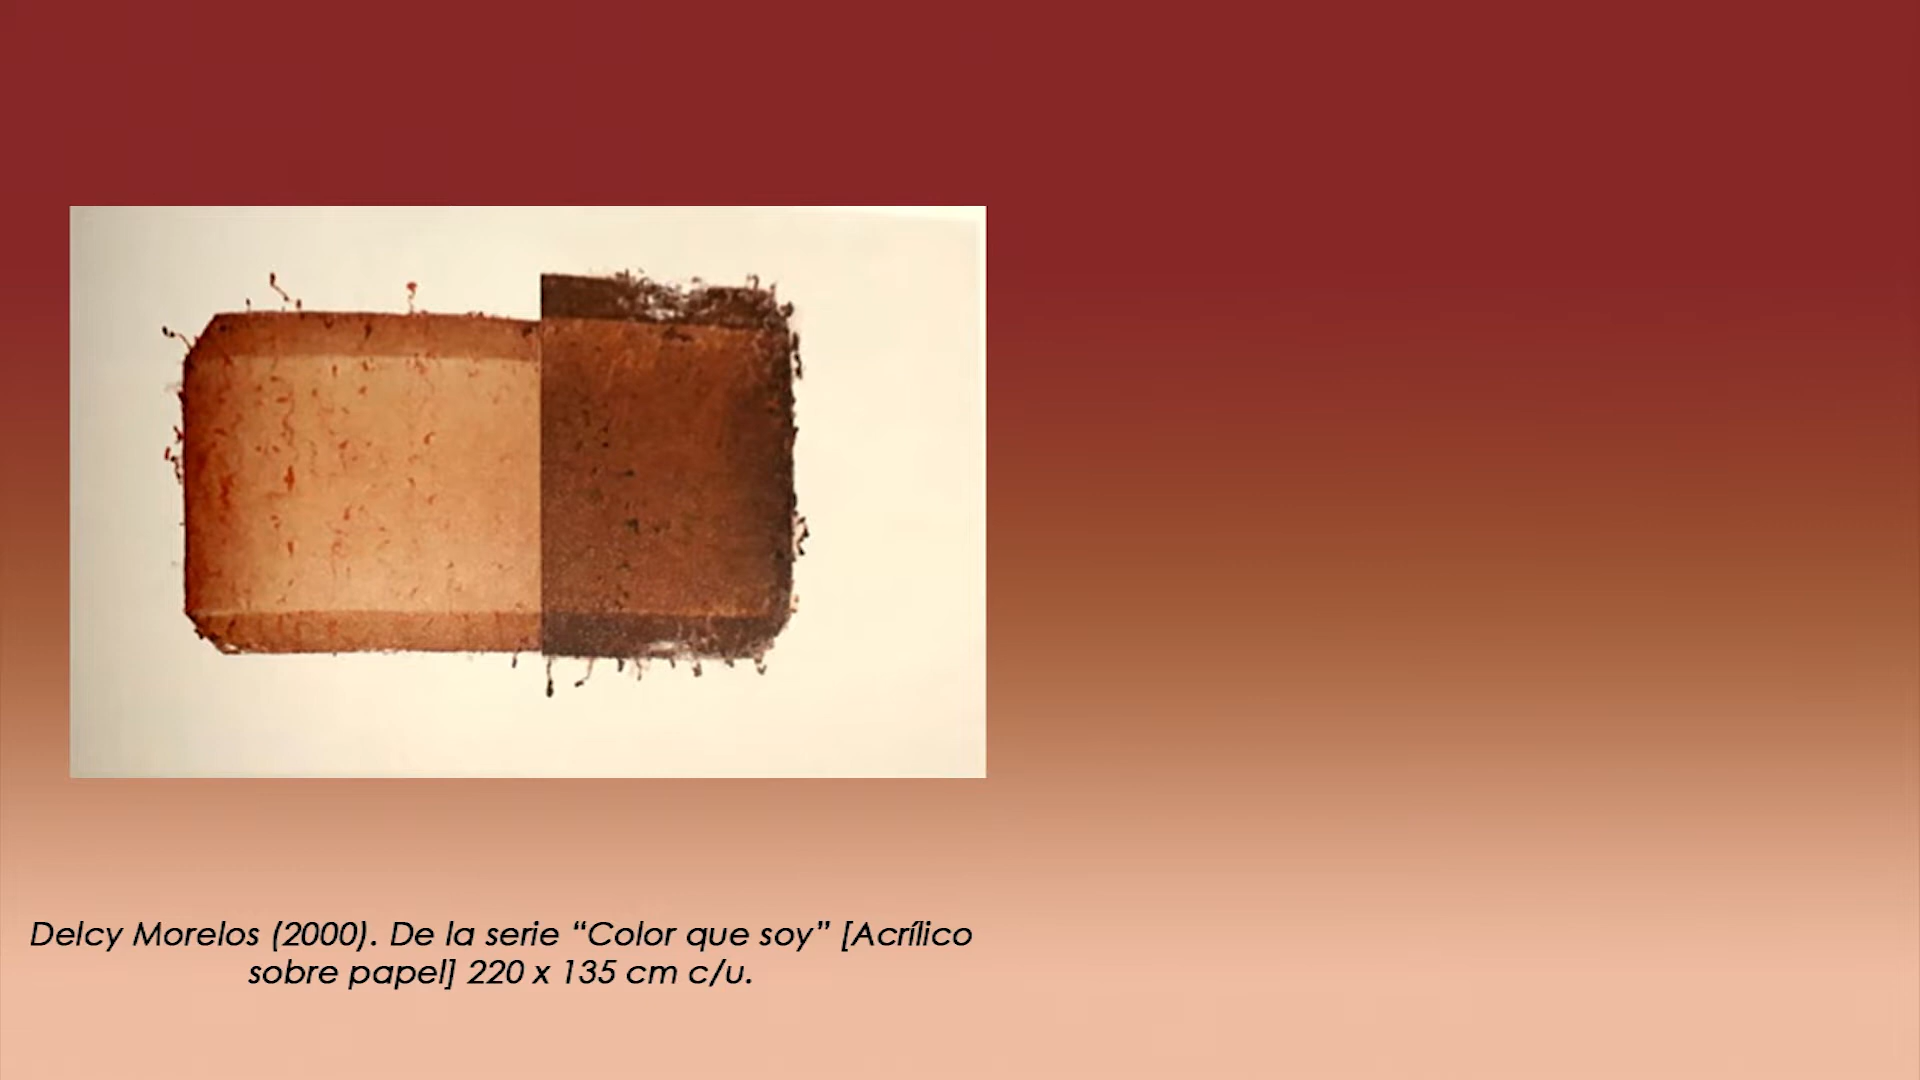 Delcy Morelos (2000). De la serie “Color que soy” [Acrílico
sobre papel] 220 x 135 cm c/u.